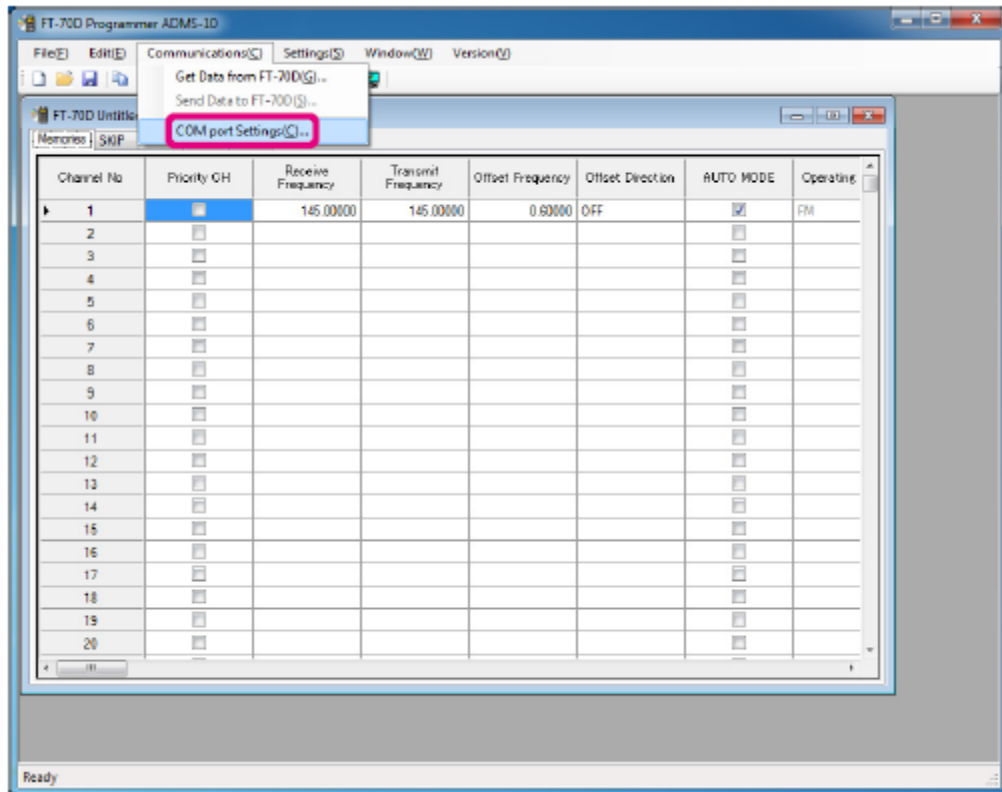 FT-70D Programmer ADMS-10
File(F) Edit(E) Communications(C) Settings(S) Window(W) Version(V)
Get Data from FT-70D(G)...
Send Data to FT-70D(S)...
COM port Settings(C)...
FT-70D Untitle
Memories SKIP
Channel No Priority CH Receive Frequency Transmit Frequency Offset Frequency Offset Direction AUTO MODE Operating
1 145.00000 145.00000 0.60000 OFF FM
2
3
4
5
6
7
8
9
10
11
12
13
14
15
16
17
18
19
20
Ready